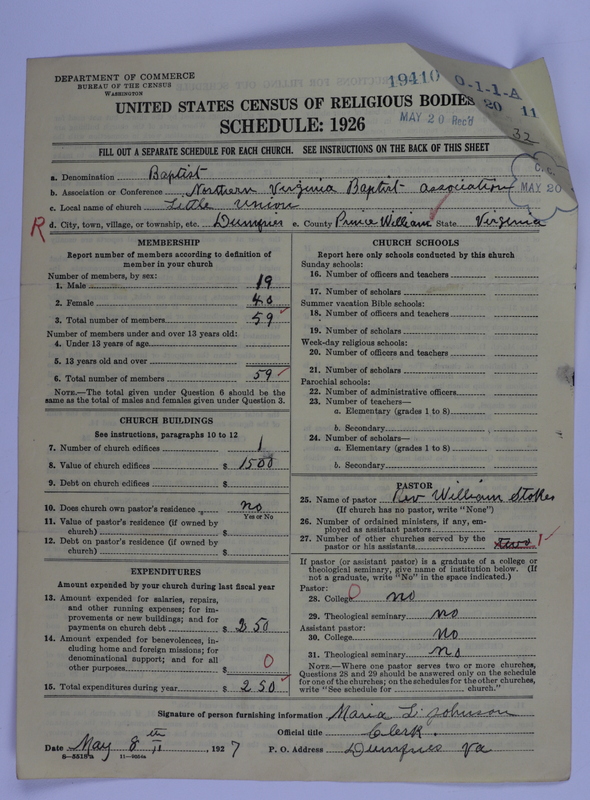 DEPARTMENT OF COMMERCE
BUREAU OF THE CENSUS
WASHINGTON
19410 9-1-1-A
20 11
MAY 20 Rec'd
32
UNITED STATES CENSUS OF RELIGIOUS BODIES
SCHEDULE: 1926
FILL OUT A SEPARATE SCHEDULE FOR EACH CHURCH. SEE INSTRUCTIONS ON THE BACK OF THIS SHEET
MAY 20
a. Denomination Baptist
b. Association or Conference Northern Virginia Baptist association
c. Local name of church Little Union
R d. City, town, village, or township, etc. Dumfries e. County Prince William State Virginia
MEMBERSHIP
Report number of members according to definition of
member in your church
Number of members, by sex:
1. Male 19
2. Female 40
3. Total number of members 59
Number of members under and over 13 years old:
4. Under 13 years of age
5. 13 years old and over
6. Total number of members 59
NOTE.—The total given under Question 6 should be
same as the total of males and females given under Question 3.
CHURCH BUILDINGS
See instructions, paragraphs 10 to 12
7. Number of church edifices 1
8. Value of church edifices $ 1500
9. Debt on church edifices $
10. Does church own pastor's residence no
Yes or No
11. Value of pastor's residence (if owned by
church) $
12. Debt on pastor's residence (if owned by
church) $
EXPENDITURES
Amount expended by your church during last fiscal year
13. Amount expended for salaries, repairs,
and other running expenses; for im-
provements or new buildings; and for
payments on church debt $ 250
14. Amount expended for benevolences, in-
cluding home and foreign missions; for
denominational support; and for all
other purposes $ 0
15. Total expenditures during year $ 250
CHURCH SCHOOLS
Report here only schools conducted by this church
Sunday schools:
16. Number of officers and teachers
17. Number of scholars
Summer vacation Bible schools:
18. Number of officers and teachers
19. Number of scholars
Week-day religious schools:
20. Number of officers and teachers
21. Number of scholars
Parochial schools:
22. Number of administrative officers
23. Number of teachers—
a. Elementary (grades 1 to 8)
b. Secondary
24. Number of scholars—
a. Elementary (grades 1 to 8)
b. Secondary
PASTOR
25. Name of pastor Rev William Stokes
(If church has no pastor, write "None")
26. Number of ordained ministers, if any, em-
ployed as assistant pastors
27. Number of other churches served by the
pastor or his assistants two 1
If pastor (or assistant pastor) is a graduate of a college or
theological seminary, give name of institution below. (If
not a graduate, write "No" in the space indicated.)
Pastor:
28. College 0 no
29. Theological seminary no
Assistant pastor:
30. College No
31. Theological seminary no
NOTE.—Where one pastor serves two or more churches,
Questions 28 and 29 should be answered only on the schedule
for one of the churches; on the schedules for the other churches,
write "See schedule for church."
Signature of person furnishing information Maria L. Johnson
Official title Clerk.
Date May 8th, 1927 P. O. Address Dumfries Va
8-5518a 11-9050a